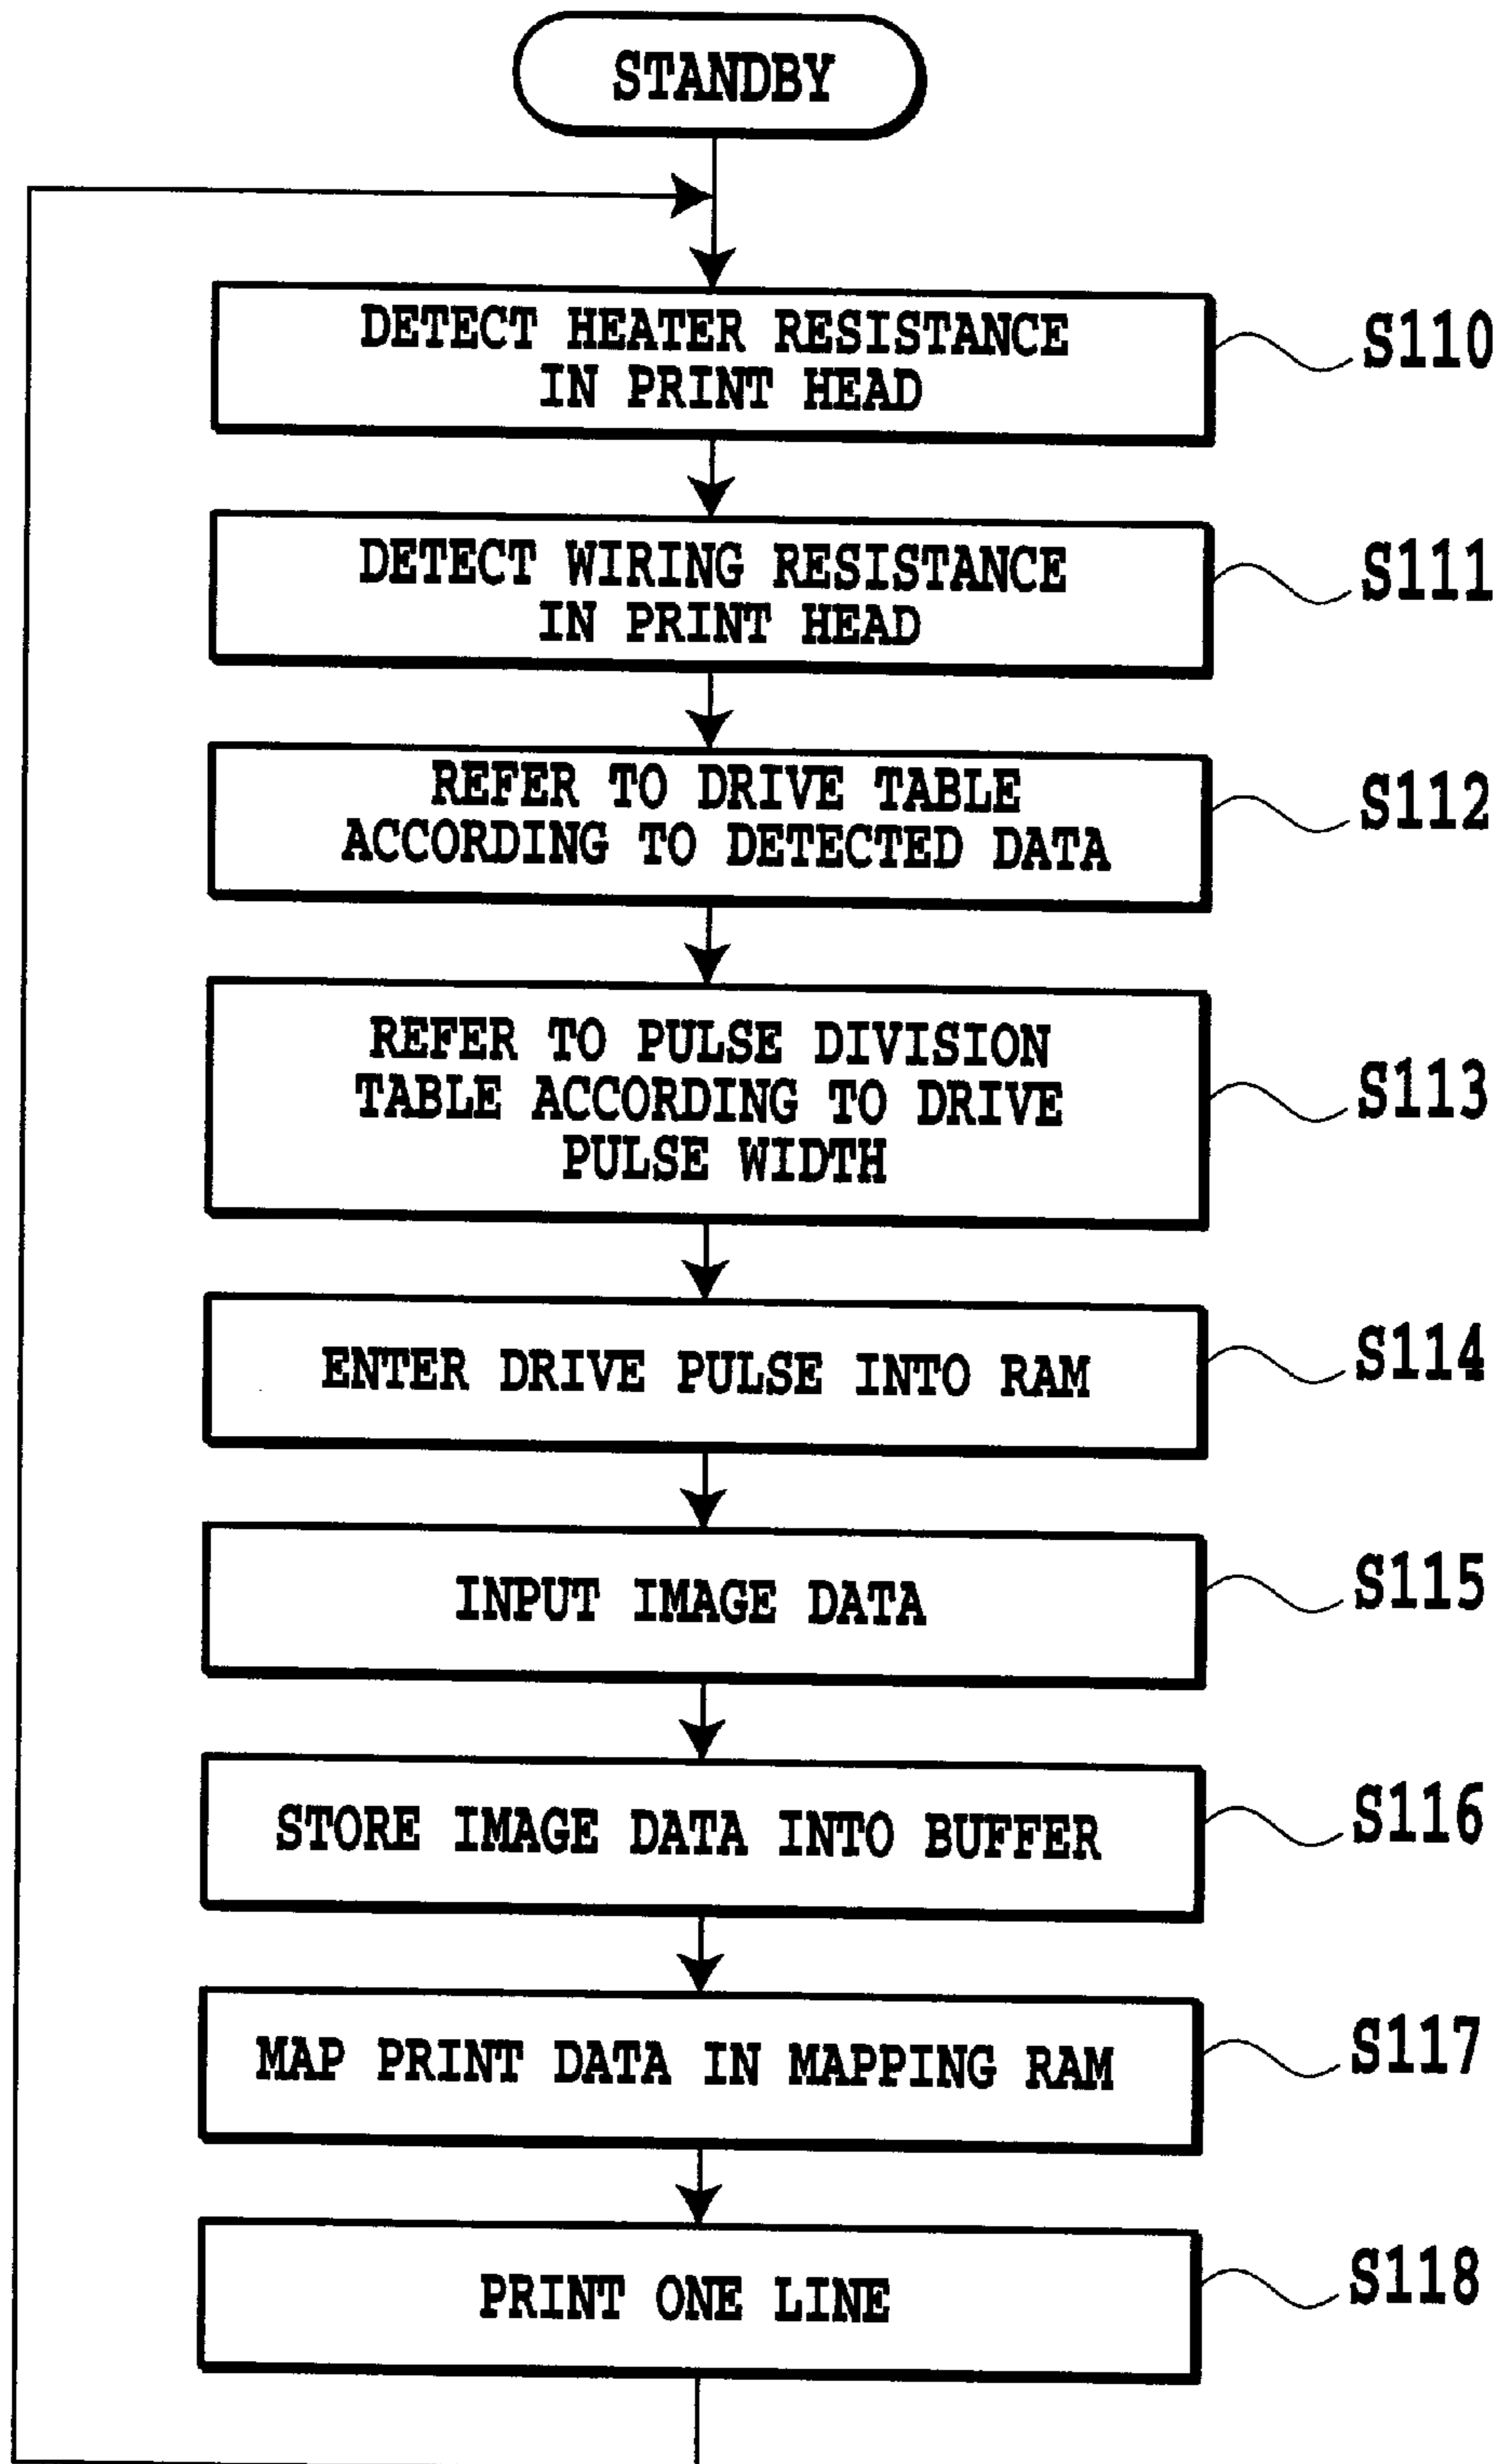 STANDBY
DETECT HEATER RESISTANCE
IN PRINT HEAD
S110
DETECT WIRING RESISTANCE
IN PRINT HEAD
S111
REFER TO DRIVE TABLE
ACCORDING TO DETECTED DATA
S112
REFER TO PULSE DIVISION
TABLE ACCORDING TO DRIVE
PULSE WIDTH
S113
ENTER DRIVE PULSE INTO RAM
S114
INPUT IMAGE DATA
S115
STORE IMAGE DATA INTO BUFFER
S116
MAP PRINT DATA IN MAPPING RAM
S117
PRINT ONE LINE
S118